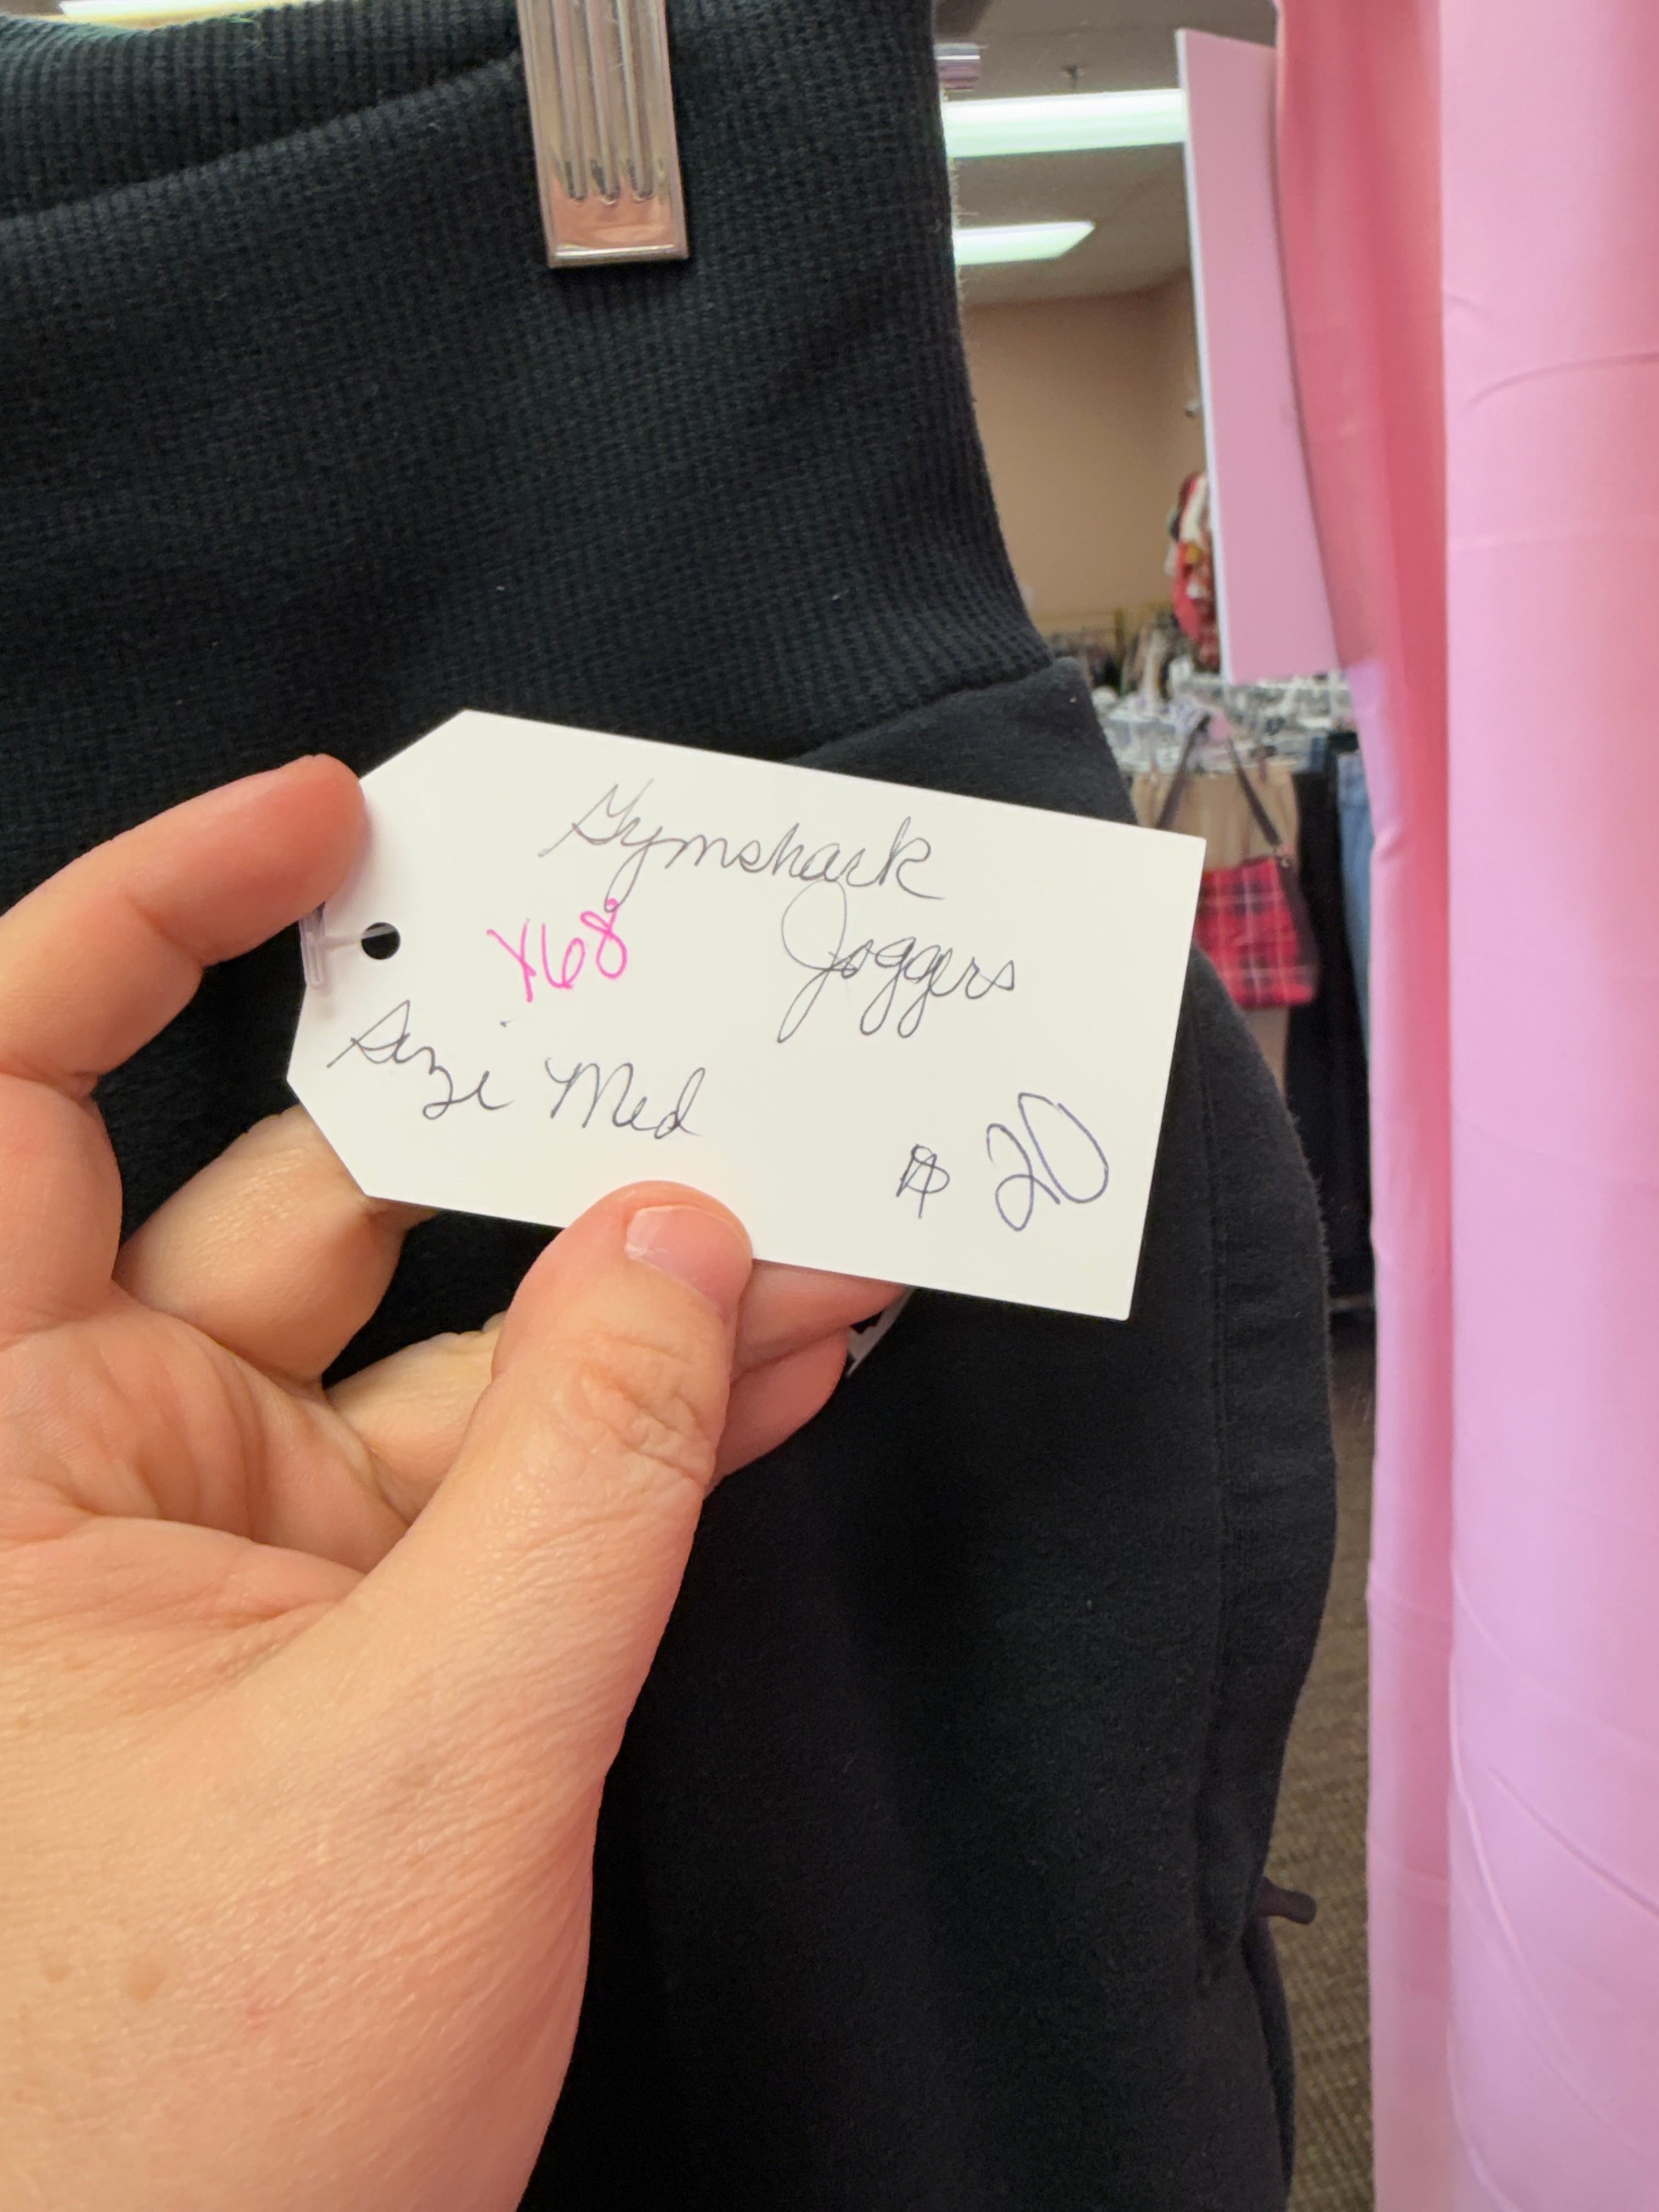 Gymshark
X68
Joggers
Size Med
$20